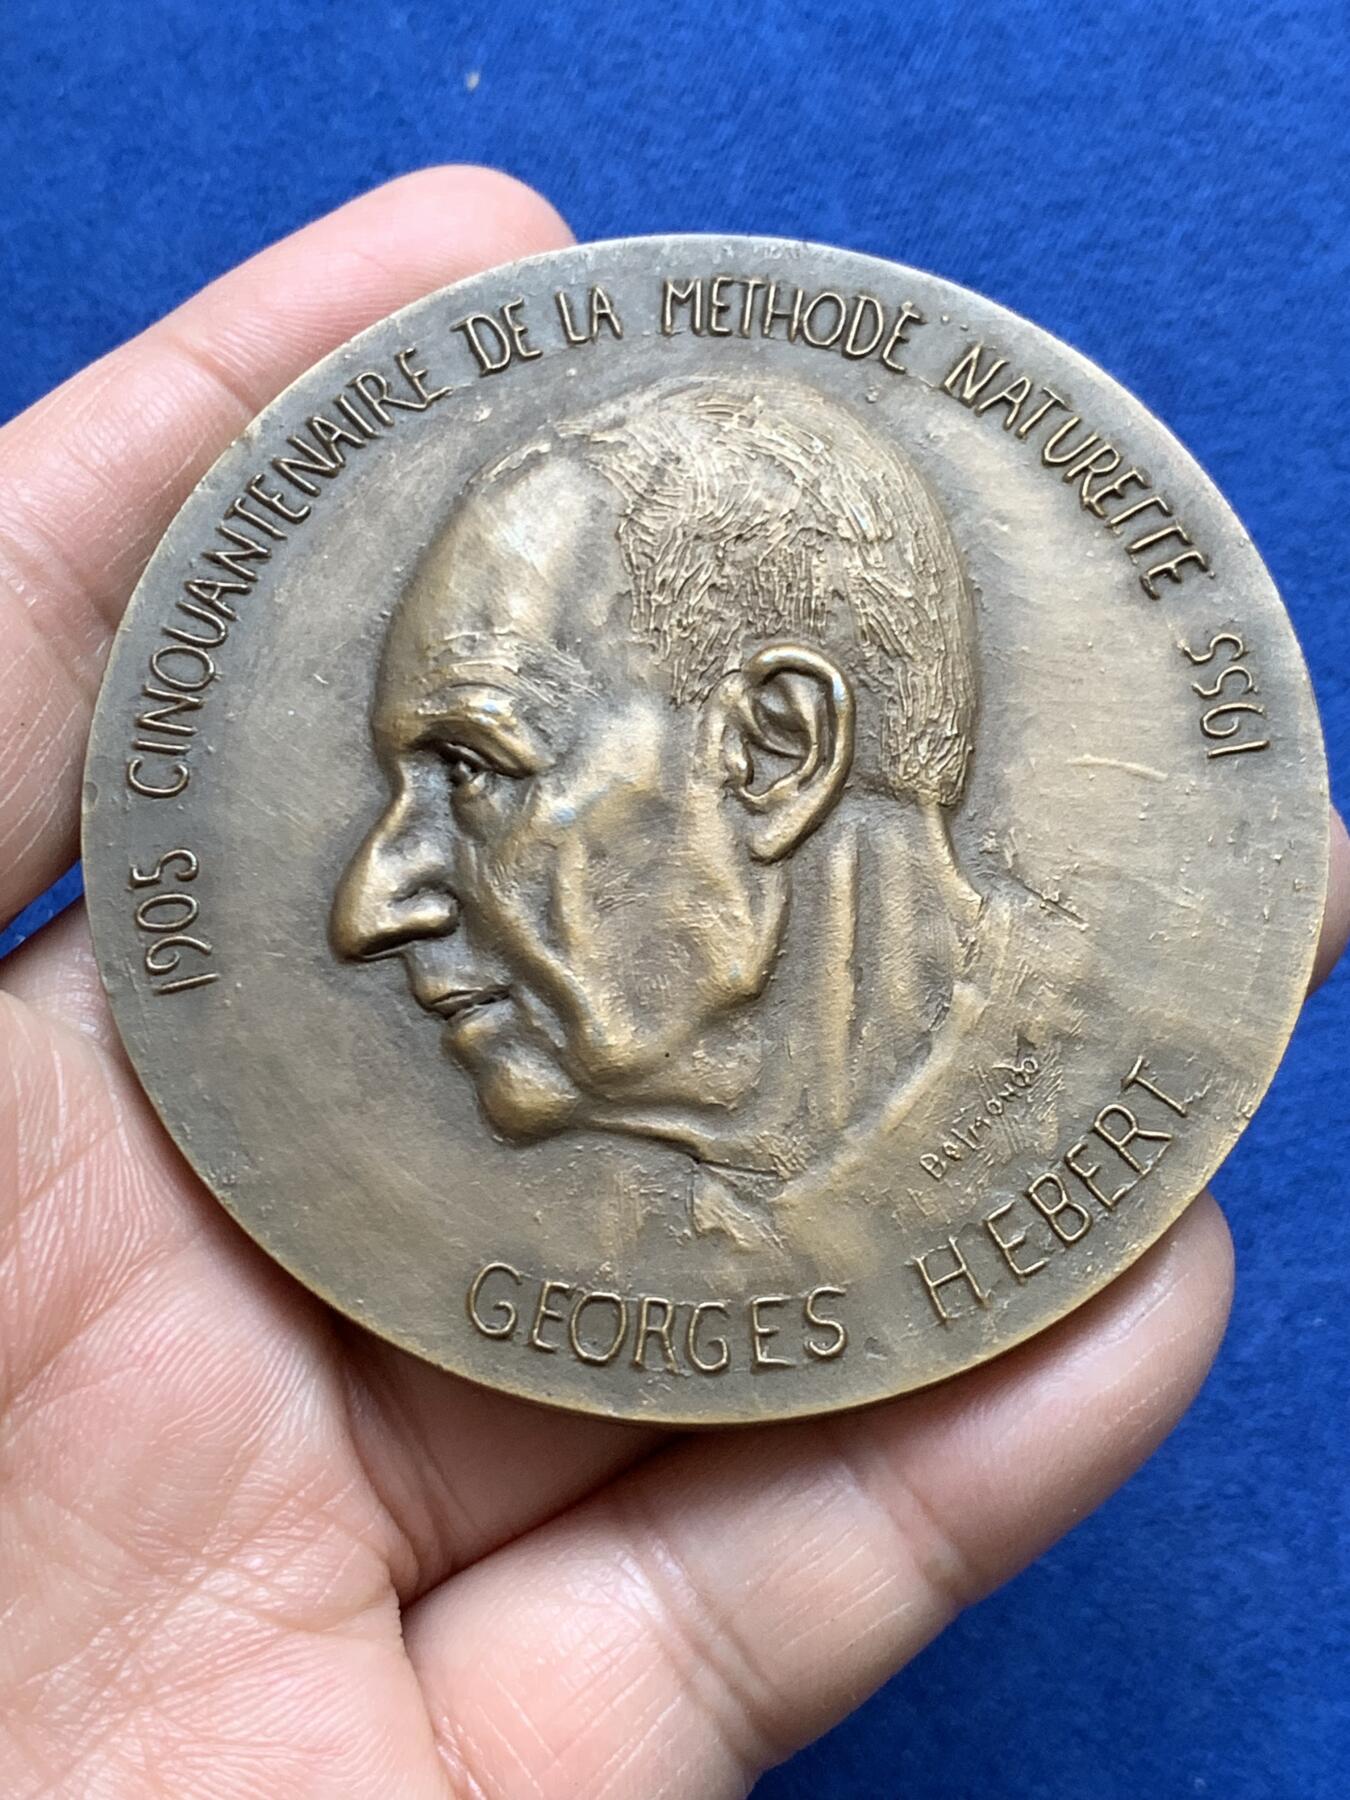 1905 CINQUANTENAIRE DE LA METHODE NATURELLE 1955
Belmondo
GEORGES HEBERT